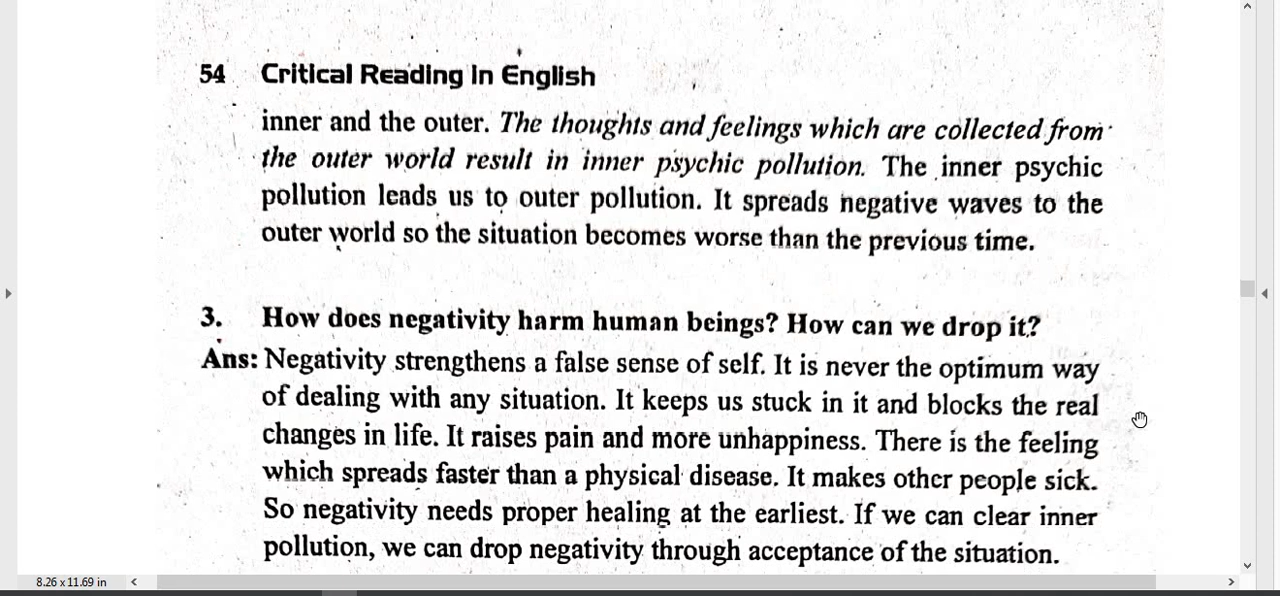 54 Critical Reading in English
inner and the outer. The thoughts and feelings which are collected from
the outer world result in inner psychic pollution. The inner psychic
pollution leads us to outer pollution. It spreads negative waves to the
outer world so the situation becomes worse than the previous time.
3. How does negativity harm human beings? How can we drop it?
Ans: Negativity strengthens a false sense of self. It is never the optimum way
of dealing with any situation. It keeps us stuck in it and blocks the real
changes in life. It raises pain and more unhappiness. There is the feeling
which spreads faster than a physical disease. It makes other people sick.
So negativity needs proper healing at the earliest. If we can clear inner
pollution, we can drop negativity through acceptance of the situation.
8.26 x 11.69 in